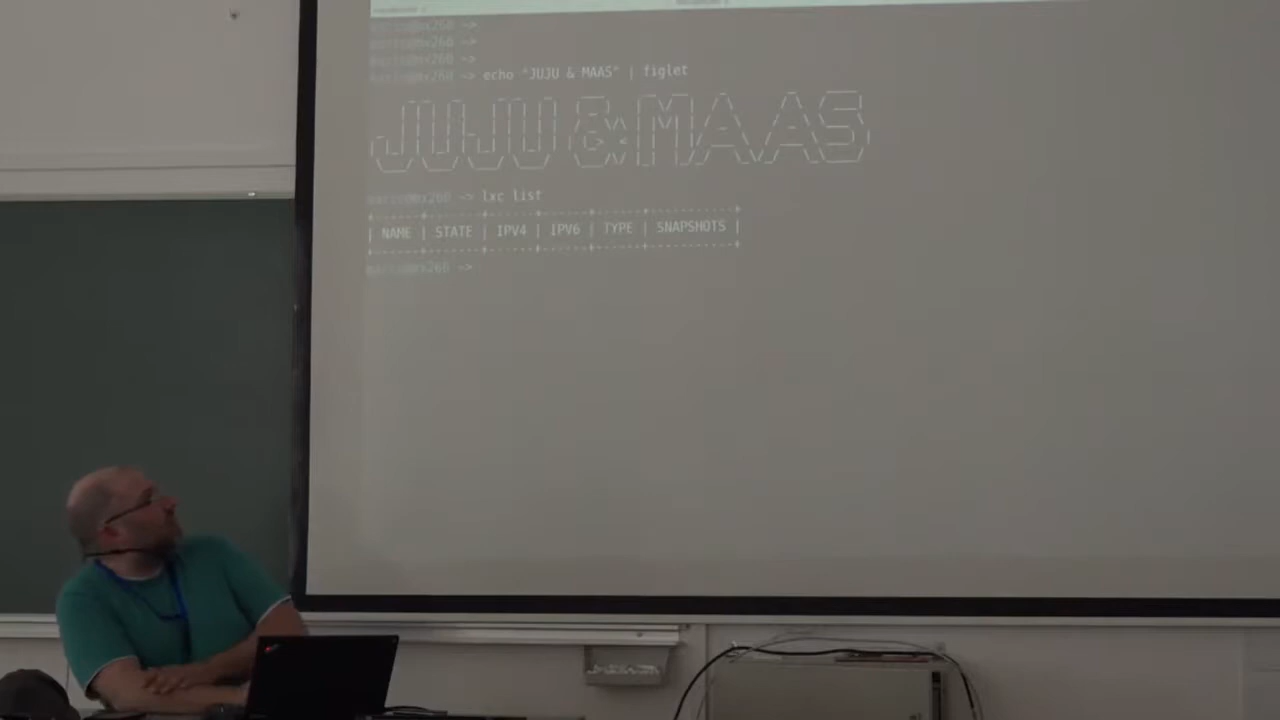 ~>
~>
~>
~> echo "JUJU & MAAS" | figlet
JUJU & MAAS
~> lxc list
| NAME | STATE | IPV4 | IPV6 | TYPE | SNAPSHOTS |
~>